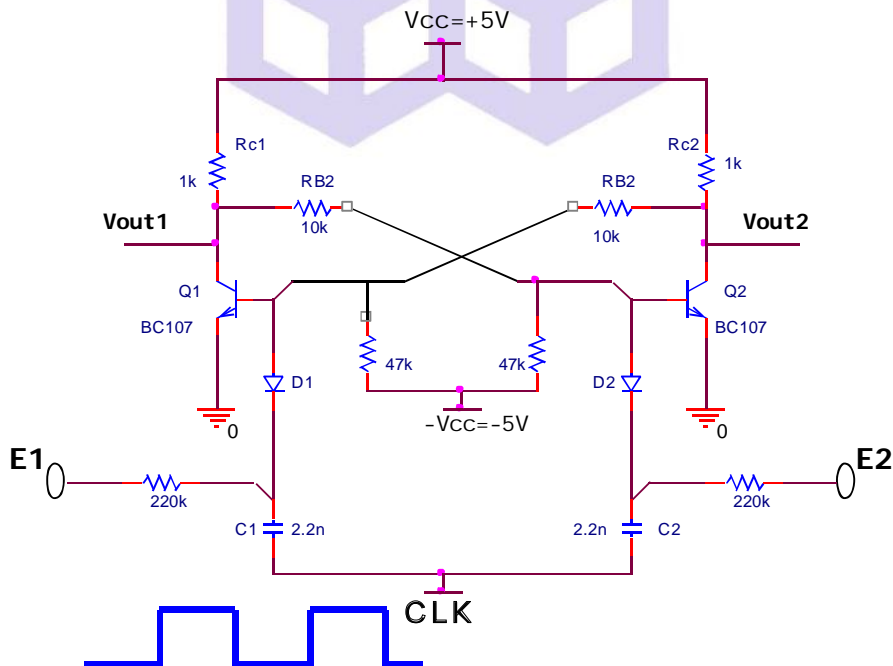 VCC=+5V
Rc1
1k
RB2
10k
RB2
10k
Rc2
1k
Vout1
Vout2
Q1
BC107
Q2
BC107
47k
47k
D1
D2
-VCC=-5V
0
0
E1
220k
E2
220k
C1
2.2n
2.2n
C2
CLK